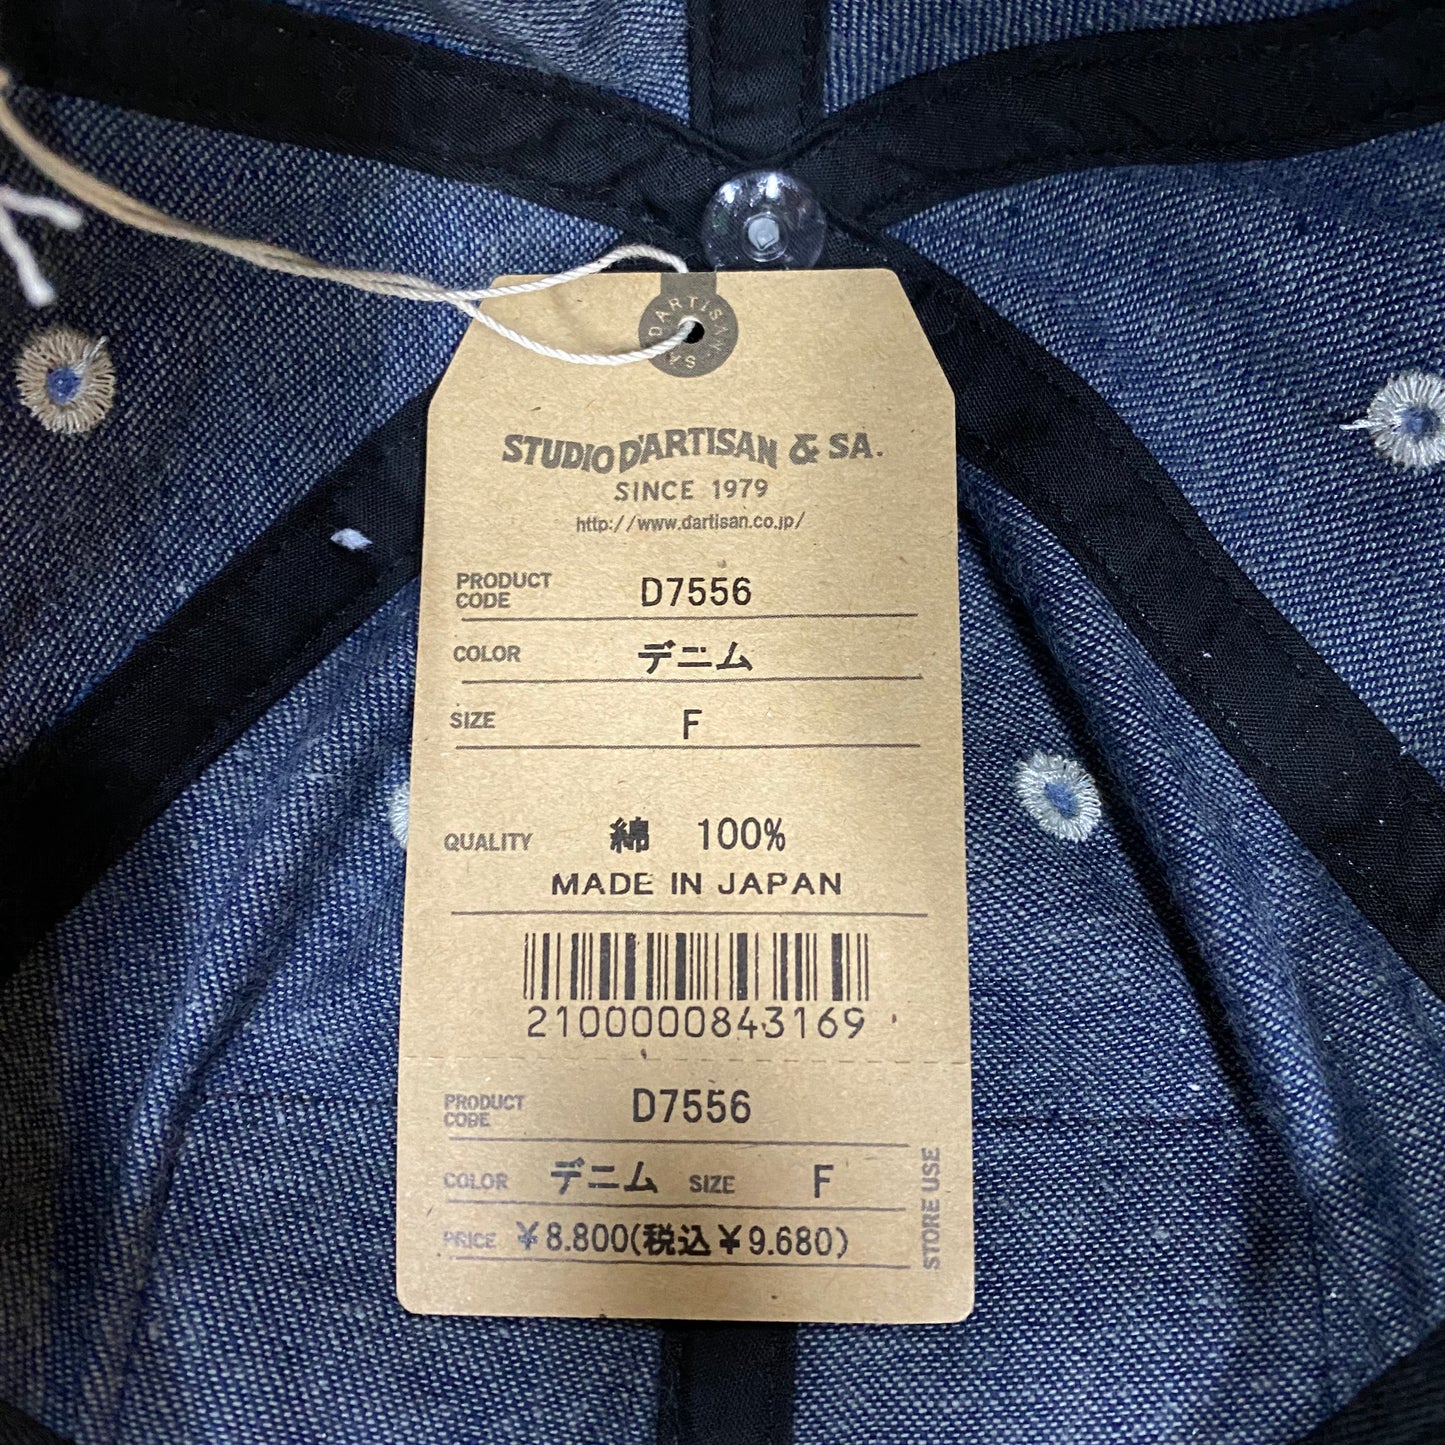 D'ARTISAN SA
STUDIO D'ARTISAN & SA.
SINCE 1979
http://www.dartisan.co.jp/
PRODUCT CODE D7556
COLOR デニム
SIZE F
QUALITY 綿 100%
MADE IN JAPAN
2100000843169
PRODUCT CODE D7556
COLOR デニム SIZE F
PRICE ¥8.800(税込¥9.680)
STORE USE